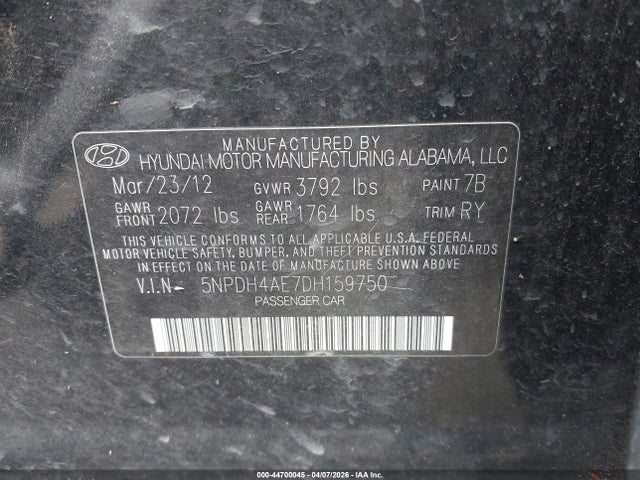 MANUFACTURED BY
HYUNDAI MOTOR MANUFACTURING ALABAMA, LLC
Mar/23/12 GVWR 3792 lbs PAINT 7B
GAWR FRONT 2072 lbs GAWR REAR 1764 lbs TRIM RY
THIS VEHICLE CONFORMS TO ALL APPLICABLE U.S.A. FEDERAL
MOTOR VEHICLE SAFETY, BUMPER, AND THEFT PREVENTION STANDARDS
IN EFFECT ON THE DATE OF MANUFACTURE SHOWN ABOVE.
V.I.N- 5NPDH4AE7DH159750
PASSENGER CAR
000-44700045 - 04/07/2026 - IAA Inc.